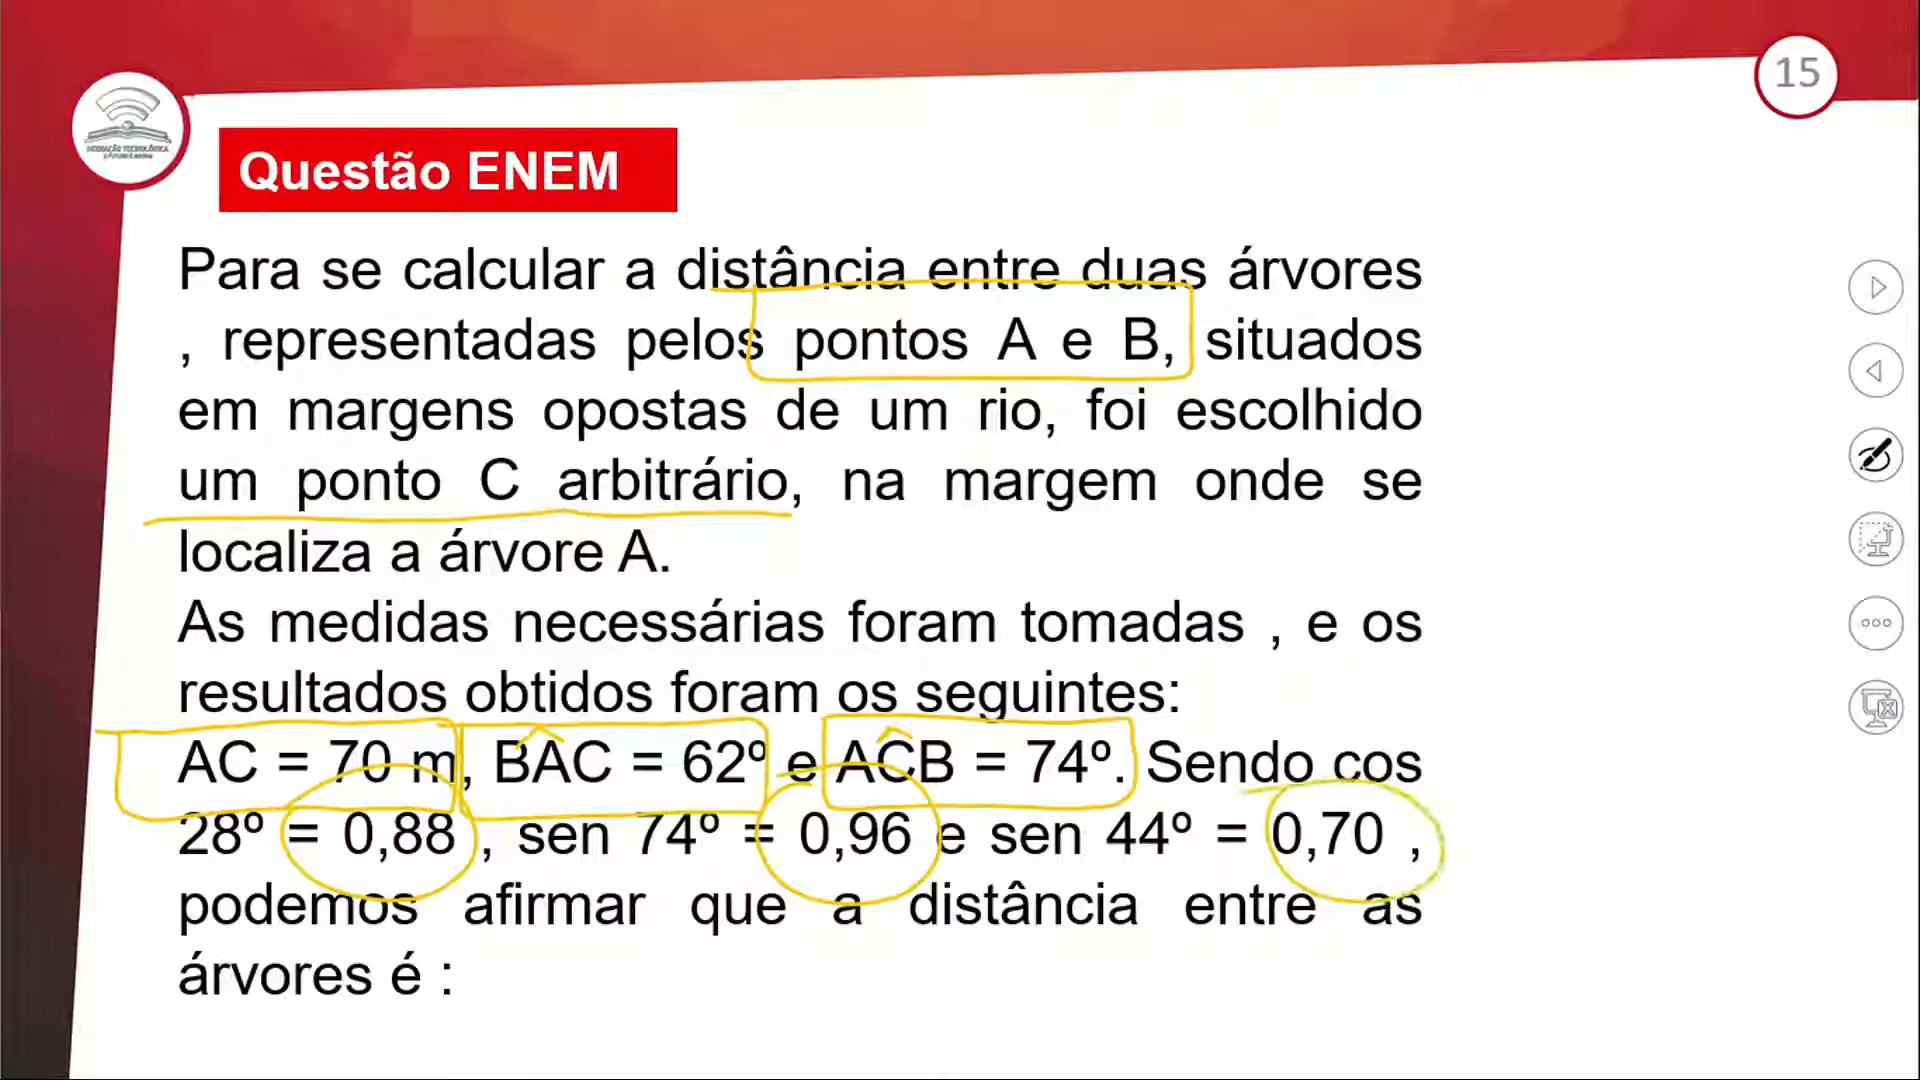 15
Questão ENEM
Para se calcular a distância entre duas árvores
, representadas pelos pontos A e B, situados
em margens opostas de um rio, foi escolhido
um ponto C arbitrário, na margem onde se
localiza a árvore A.
As medidas necessárias foram tomadas , e os
resultados obtidos foram os seguintes:
AC = 70 m, BÂC = 62º e AĈB = 74º. Sendo cos
28º = 0,88 , sen 74º = 0,96 e sen 44º = 0,70 ,
podemos afirmar que a distância entre as
árvores é :